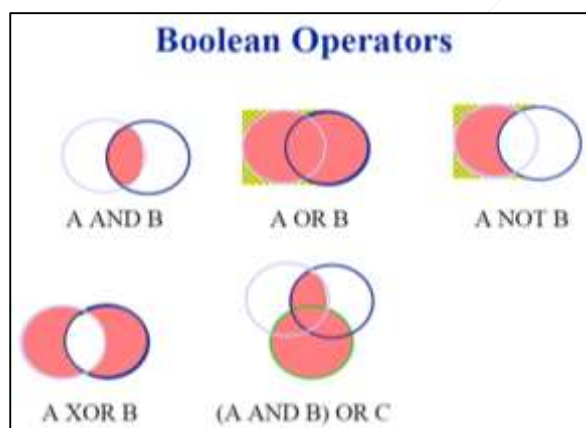 Boolean Operators
A AND B
A OR B
A NOT B
A XOR B
(A AND B) OR C